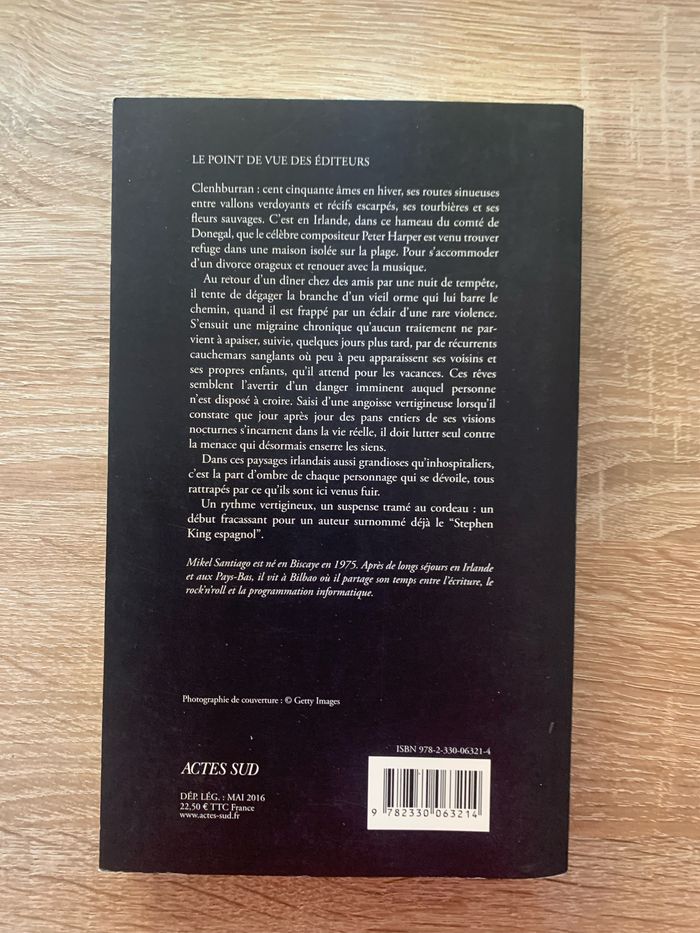 LE POINT DE VUE DES ÉDITEURS
Clenhburran : cent cinquante âmes en hiver, ses routes sinueuses
entre vallons verdoyants et récifs escarpés, ses tourbières et ses
fleurs sauvages. C’est en Irlande, dans ce hameau du comté de
Donegal, que le célèbre compositeur Peter Harper est venu trouver
refuge dans une maison isolée sur la plage. Pour s’accommoder
d’un divorce orageux et renouer avec la musique.
Au retour d’un dîner chez des amis par une nuit de tempête,
il tente de dégager la branche d’un vieil orme qui lui barre le
chemin, quand il est frappé par un éclair d’une rare violence.
S’ensuit une migraine chronique qu’aucun traitement ne par-
vient à apaiser, suivie, quelques jours plus tard, par de récurrents
cauchemars sanglants où peu à peu apparaissent ses voisins et
ses propres enfants, qu’il attend pour les vacances. Ces rêves
semblent l’avertir d’un danger imminent auquel personne
n’est disposé à croire. Saisi d’une angoisse vertigineuse lorsqu’il
constate que jour après jour des pans entiers de ses visions
nocturnes s’incarnent dans la vie réelle, il doit lutter seul contre
la menace qui désormais enserre les siens.
Dans ces paysages irlandais aussi grandioses qu’inhospitaliers,
c’est la part d’ombre de chaque personnage qui se dévoile, tous
rattrapés par ce qu’ils sont ici venus fuir.
Un rythme vertigineux, un suspense tramé au cordeau : un
début fracassant pour un auteur surnommé déjà le “Stephen
King espagnol”.
Mikel Santiago est né en Biscaye en 1975. Après de longs séjours en Irlande
et aux Pays-Bas, il vit à Bilbao où il partage son temps entre l’écriture, le
rock’n’roll et la programmation informatique.
Photographie de couverture : © Getty Images
ACTES SUD
DÉP. LÉG. : MAI 2016
22,50 € TTC France
www.actes-sud.fr
ISBN 978-2-330-06321-4
9 782330 063214